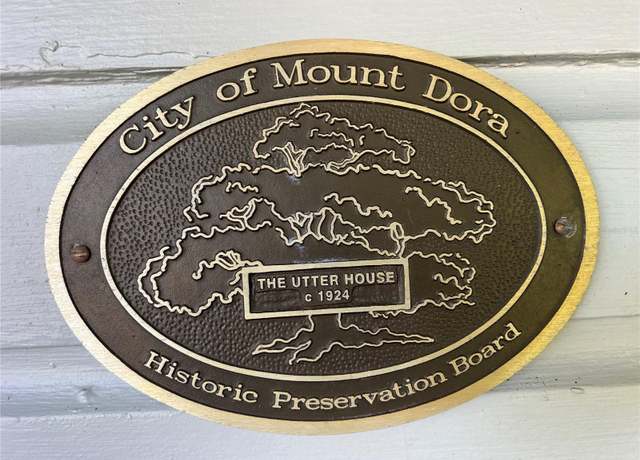 City of Mount Dora
THE UTTER HOUSE
c 1924
Historic Preservation Board